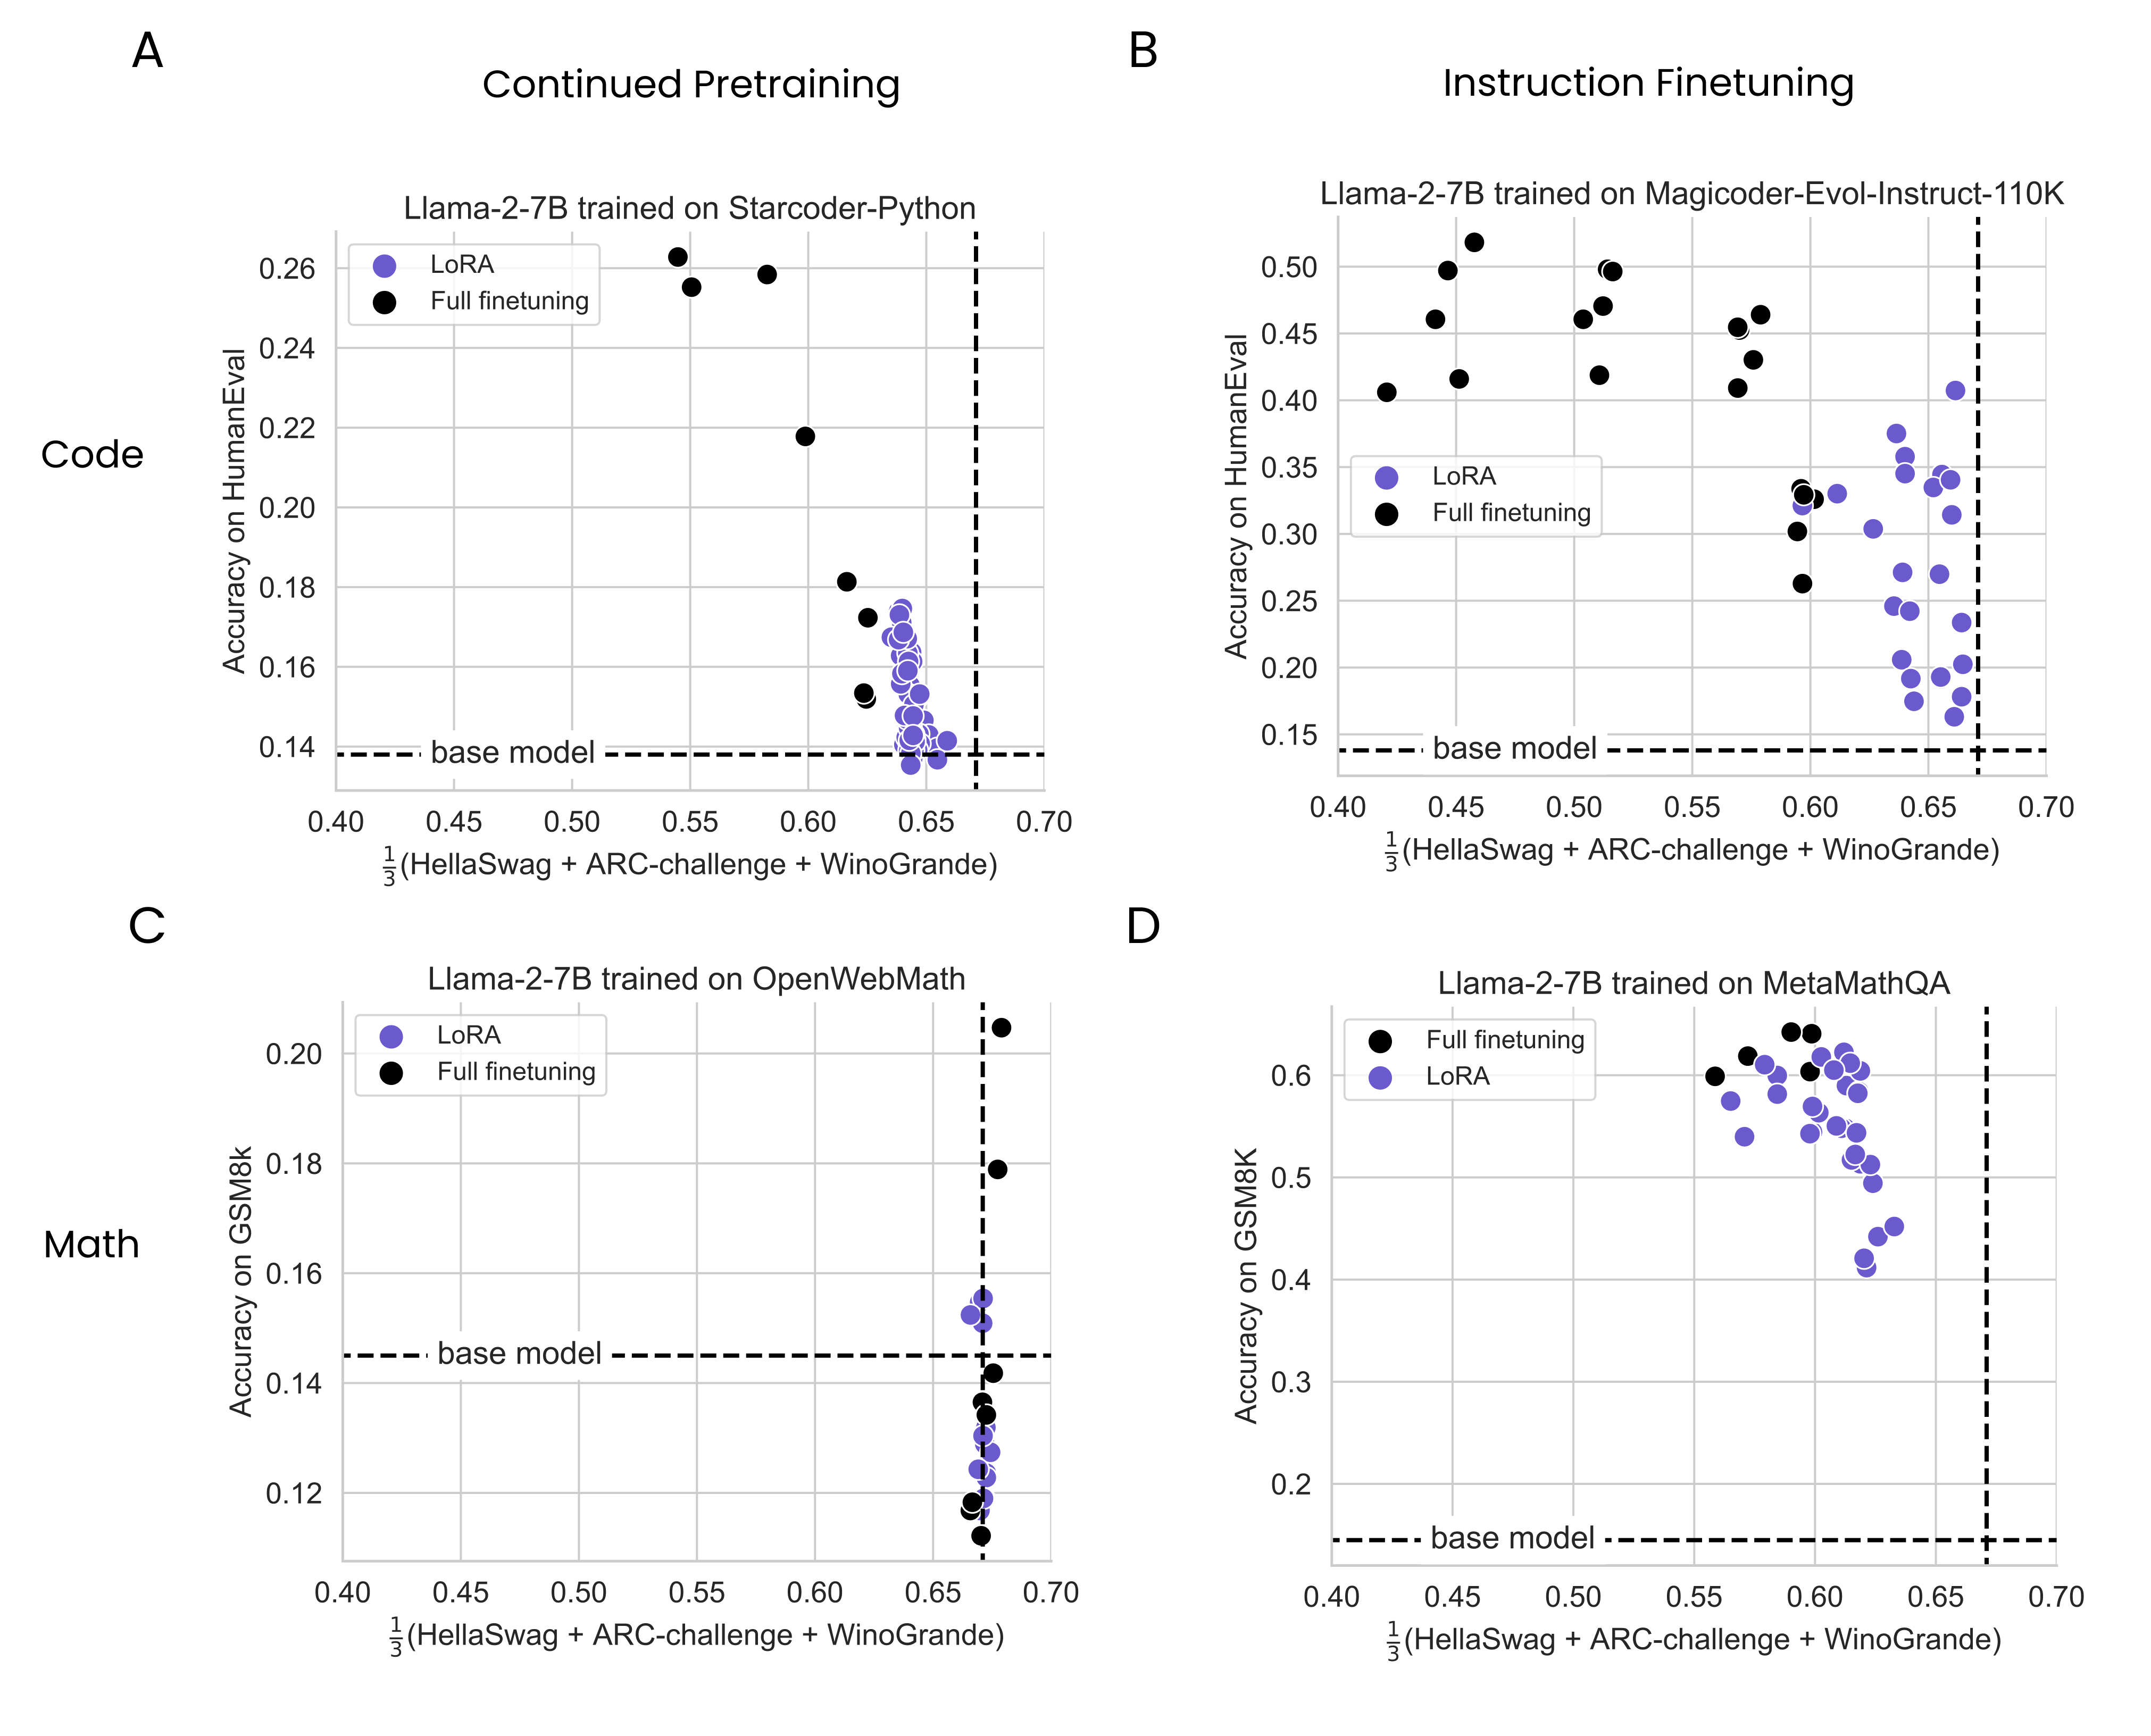 A
Continued Pretraining
B
Instruction Finetuning
Code
Llama-2-7B trained on Starcoder-Python
LoRA
Full finetuning
base model
Accuracy on HumanEval
0.26
0.24
0.22
0.20
0.18
0.16
0.14
0.40 0.45 0.50 0.55 0.60 0.65 0.70
1/3(HellaSwag + ARC-challenge + WinoGrande)
Llama-2-7B trained on Magicoder-Evol-Instruct-110K
LoRA
Full finetuning
base model
Accuracy on HumanEval
0.50
0.45
0.40
0.35
0.30
0.25
0.20
0.15
0.40 0.45 0.50 0.55 0.60 0.65 0.70
1/3(HellaSwag + ARC-challenge + WinoGrande)
C
D
Math
Llama-2-7B trained on OpenWebMath
LoRA
Full finetuning
base model
Accuracy on GSM8k
0.20
0.18
0.16
0.14
0.12
0.40 0.45 0.50 0.55 0.60 0.65 0.70
1/3(HellaSwag + ARC-challenge + WinoGrande)
Llama-2-7B trained on MetaMathQA
Full finetuning
LoRA
base model
Accuracy on GSM8K
0.6
0.5
0.4
0.3
0.2
0.40 0.45 0.50 0.55 0.60 0.65 0.70
1/3(HellaSwag + ARC-challenge + WinoGrande)